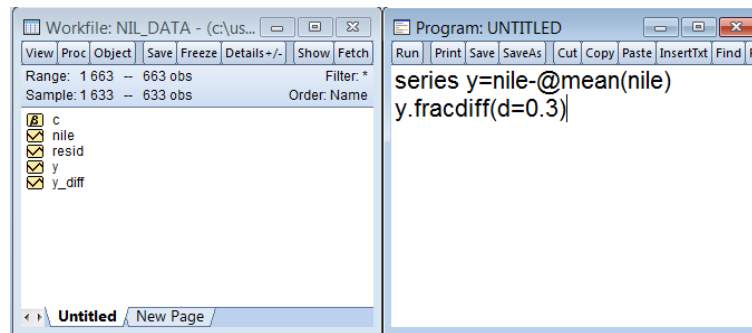 Workfile: NIL_DATA - (c:\us...
View Proc Object Save Freeze Details+/- Show Fetch
Range: 1 663 -- 663 obs Filter: *
Sample: 1 633 -- 633 obs Order: Name
c
nile
resid
y
y_diff
Untitled New Page
Program: UNTITLED
Run Print Save SaveAs Cut Copy Paste InsertTxt Find
series y=nile-@mean(nile)
y.fracdiff(d=0.3)